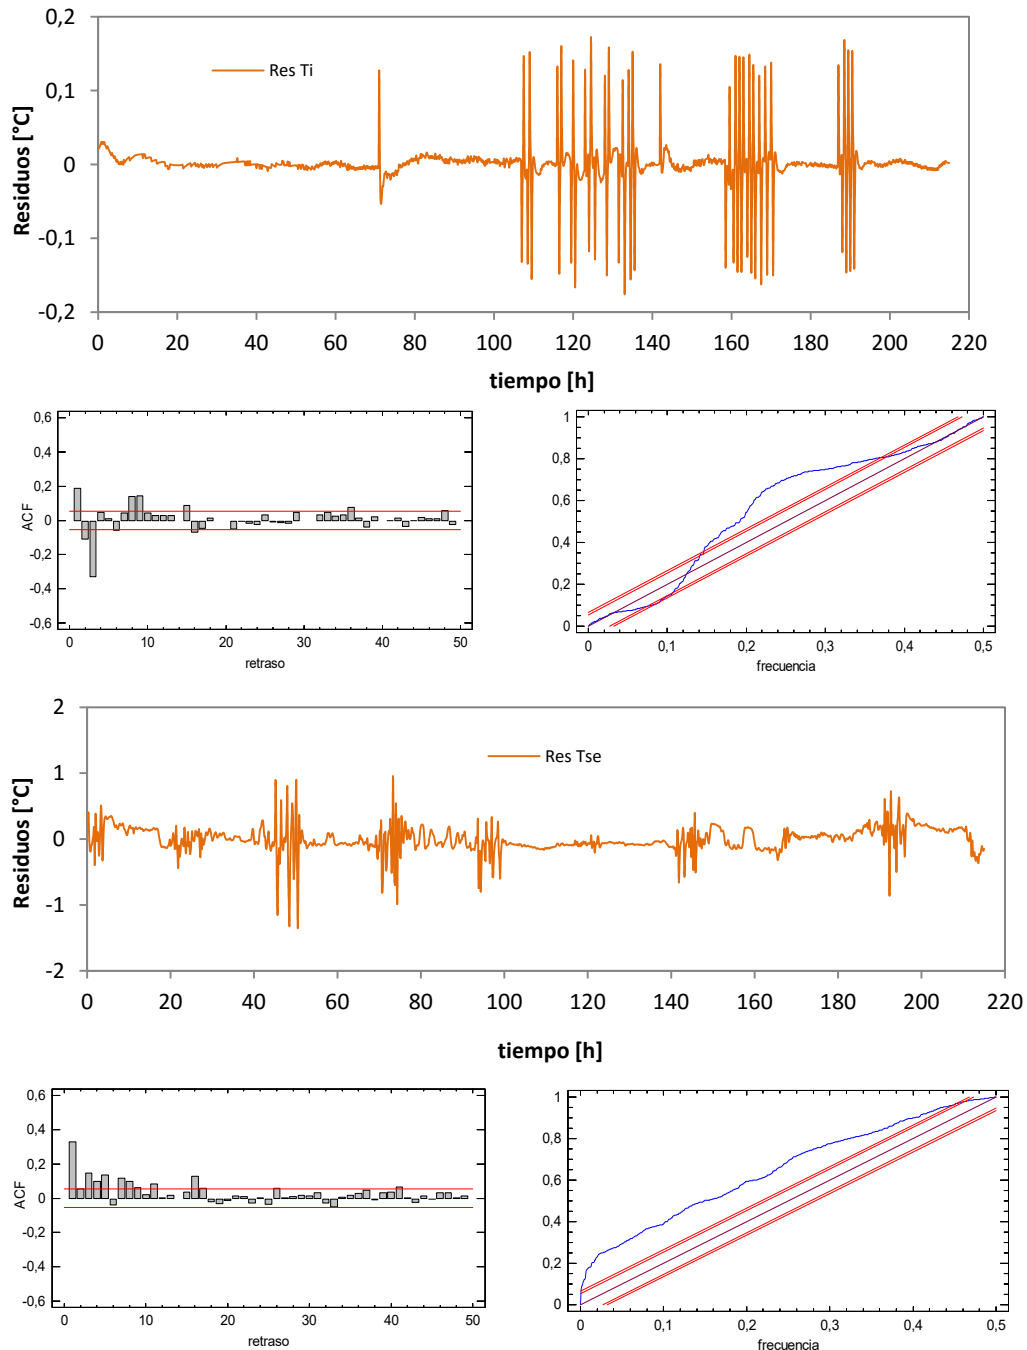 0,2
0,1
0
-0,1
-0,2
Residuos [°C]
Res Ti
0 20 40 60 80 100 120 140 160 180 200 220
tiempo [h]
0,6
0,4
0,2
0
-0,2
-0,4
-0,6
ACF
0 10 20 30 40 50
retraso
1
0,8
0,6
0,4
0,2
0
0 0,1 0,2 0,3 0,4 0,5
frecuencia
2
1
0
-1
-2
Residuos [°C]
Res Tse
0 20 40 60 80 100 120 140 160 180 200 220
tiempo [h]
0,6
0,4
0,2
0
-0,2
-0,4
-0,6
ACF
0 10 20 30 40 50
retraso
1
0,8
0,6
0,4
0,2
0
0 0,1 0,2 0,3 0,4 0,5
frecuencia